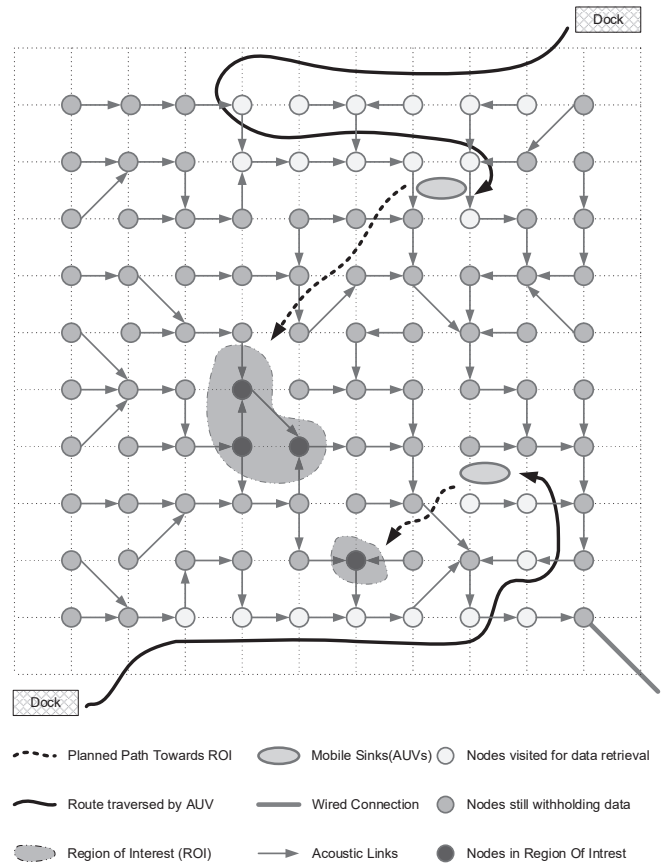 Dock
Dock
Planned Path Towards ROI
Mobile Sinks(AUVs)
Nodes visited for data retrieval
Route traversed by AUV
Wired Connection
Nodes still withholding data
Region of Interest (ROI)
Acoustic Links
Nodes in Region Of Intrest